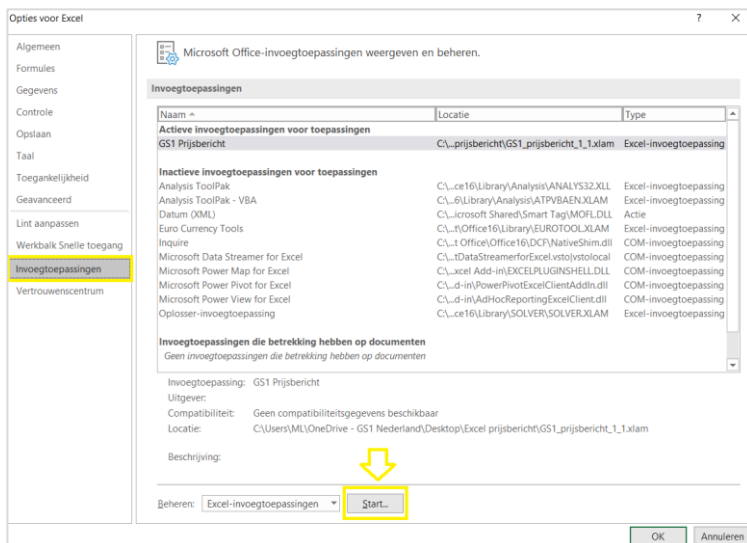 Opties voor Excel
Algemeen
Formules
Gegevens
Controle
Opslaan
Taal
Toegankelijkheid
Geavanceerd
Lint aanpassen
Werkbalk Snelle toegang
Invoegtoepassingen
Vertrouwenscentrum
Microsoft Office-invoegtoepassingen weergeven en beheren.
Invoegtoepassingen
Naam Locatie Type
Actieve invoegtoepassingen voor toepassingen
GS1 Prijsbericht C:\...prijsbericht\GS1_prijsbericht_1_1.xlam Excel-invoegtoepassing
Inactieve invoegtoepassingen voor toepassingen
Analysis ToolPak C:\...ce16\Library\Analysis\ANALYS32.XLL Excel-invoegtoepassing
Analysis ToolPak - VBA C:\...6\Library\Analysis\ATPVBAEN.XLAM Excel-invoegtoepassing
Datum (XML) C:\...icrosoft Shared\Smart Tag\MOFL.DLL Actie
Euro Currency Tools C:\...t\Office16\Library\EUROTOOL.XLAM Excel-invoegtoepassing
Inquire C:\...t Office\Office16\DCF\NativeShim.dll COM-invoegtoepassing
Microsoft Data Streamer for Excel C:\...tDataStreamerforExcel.vsto|vstolocal COM-invoegtoepassing
Microsoft Power Map for Excel C:\...xcel Add-in\EXCELPLUGINSHELL.DLL COM-invoegtoepassing
Microsoft Power Pivot for Excel C:\...d-in\PowerPivotExcelClientAddIn.dll COM-invoegtoepassing
Microsoft Power View for Excel C:\...d-in\AdHocReportingExcelClient.dll COM-invoegtoepassing
Oplosser-invoegtoepassing C:\...ce16\Library\SOLVER\SOLVER.XLAM Excel-invoegtoepassing
Invoegtoepassingen die betrekking hebben op documenten
Geen invoegtoepassingen die betrekking hebben op documenten
Invoegtoepassing: GS1 Prijsbericht
Uitgever:
Compatibiliteit: Geen compatibiliteitsgegevens beschikbaar
Locatie: C:\Users\ML\OneDrive - GS1 Nederland\Desktop\Excel prijsbericht\GS1_prijsbericht_1_1.xlam
Beschrijving:
Beheren: Excel-invoegtoepassingen Start...
OK Annuleren